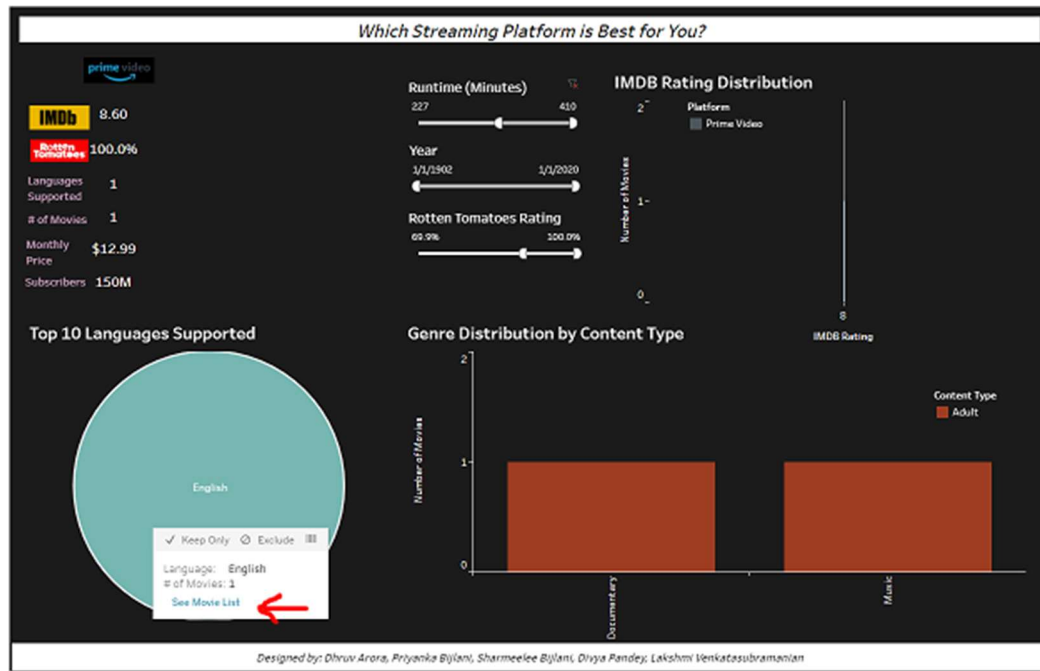 Which Streaming Platform is Best for You?
prime video
IMDb 8.60
Rotten Tomatoes 100.0%
Languages Supported 1
# of Movies 1
Monthly Price $12.99
Subscribers 150M
Runtime (Minutes)
227 410
Year
1/1/1902 1/1/2020
Rotten Tomatoes Rating
69.9% 100.0%
IMDB Rating Distribution
Platform
Prime Video
Number of Movies
2
1
0
8
IMDB Rating
Top 10 Languages Supported
English
Keep Only Exclude
Language: English
# of Movies: 1
See Movie List
Genre Distribution by Content Type
Number of Movies
2
1
0
Documentary
Music
Content Type
Adult
Designed by: Dhruv Arora, Priyanka Bijlani, Sharmeelee Bijlani, Divya Pandey, Lakshmi Venkatasubramanian